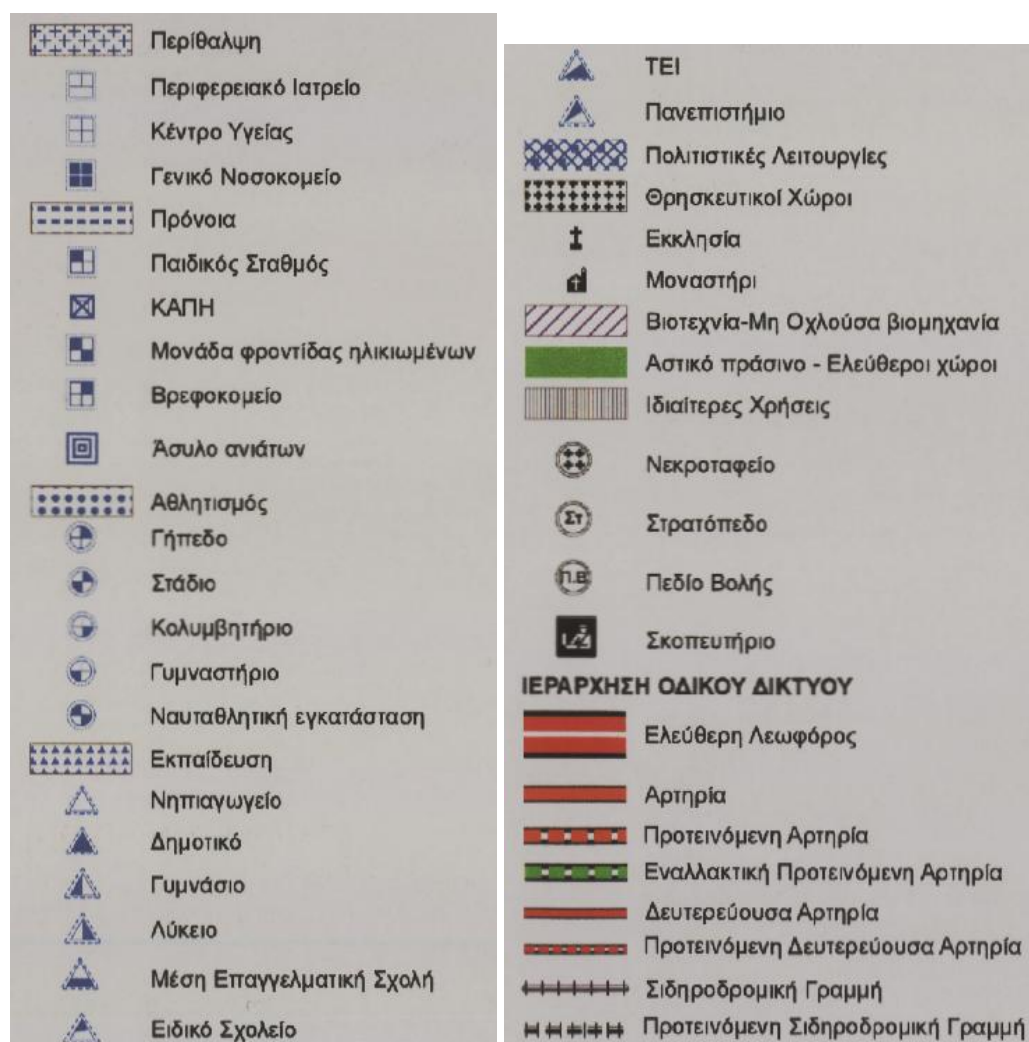 Περίθαλψη
Περιφερειακό Ιατρείο
Κέντρο Υγείας
Γενικό Νοσοκομείο
Πρόνοια
Παιδικός Σταθμός
ΚΑΠΗ
Μονάδα φροντίδας ηλικιωμένων
Βρεφοκομείο
Άσυλο ανιάτων
Αθλητισμός
Γήπεδο
Στάδιο
Κολυμβητήριο
Γυμναστήριο
Ναυταθλητική εγκατάσταση
Εκπαίδευση
Νηπιαγωγείο
Δημοτικό
Γυμνάσιο
Λύκειο
Μέση Επαγγελματική Σχολή
Ειδικό Σχολείο
ΤΕΙ
Πανεπιστήμιο
Πολιτιστικές Λειτουργίες
Θρησκευτικοί Χώροι
Εκκλησία
Μοναστήρι
Βιοτεχνία-Μη Οχλούσα βιομηχανία
Αστικό πράσινο - Ελεύθεροι χώροι
Ιδιαίτερες Χρήσεις
Νεκροταφείο
Στ Στρατόπεδο
Π.Β Πεδίο Βολής
Σκοπευτήριο
ΙΕΡΑΡΧΗΣΗ ΟΔΙΚΟΥ ΔΙΚΤΥΟΥ
Ελεύθερη Λεωφόρος
Αρτηρία
Προτεινόμενη Αρτηρία
Εναλλακτική Προτεινόμενη Αρτηρία
Δευτερεύουσα Αρτηρία
Προτεινόμενη Δευτερεύουσα Αρτηρία
Σιδηροδρομική Γραμμή
Προτεινόμενη Σιδηροδρομική Γραμμή